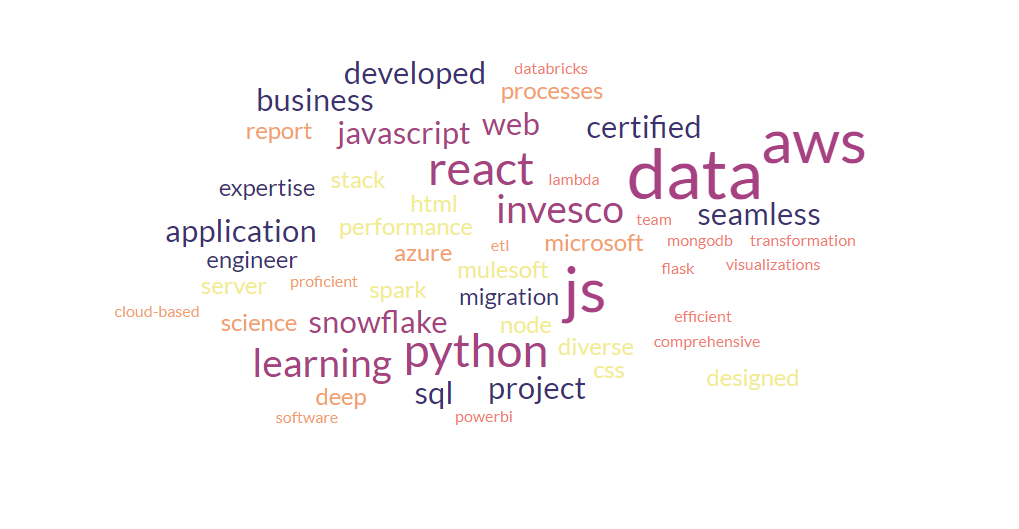 developed
databricks
processes
business
report
javascript
web
certified
aws
react
data
lambda
stack
expertise
html
invesco
team
seamless
performance
application
azure
etl
microsoft
mongodb
transformation
engineer
mulesoft
flask
visualizations
server
proficient
spark
migration
js
cloud-based
science
snowflake
node
efficient
learning
python
diverse
comprehensive
css
designed
deep
sql
project
software
powerbi